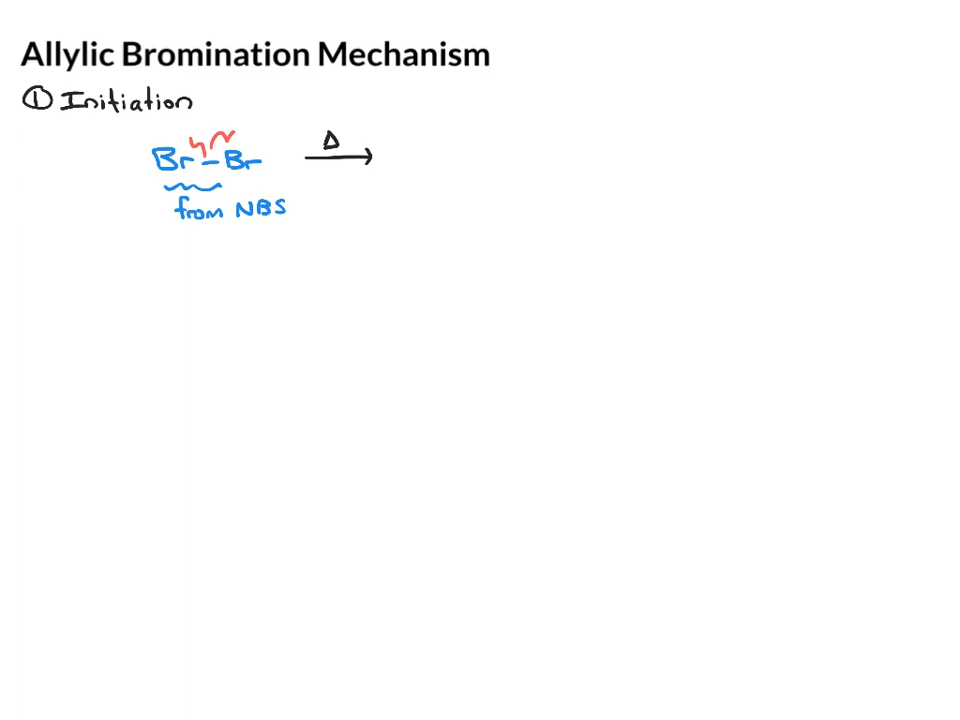 Allylic Bromination Mechanism
① Initiation
Br–Br Δ →
from NBS